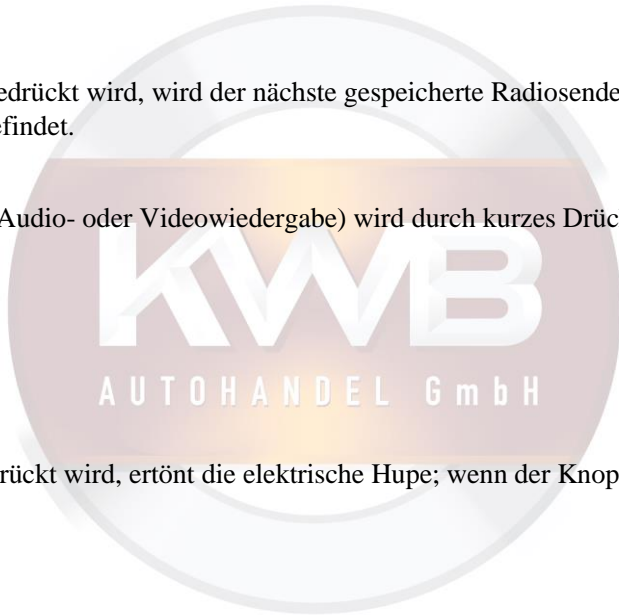 edrückt wird, wird der nächste gespeicherte Radiosende
efindet.
Audio- oder Videowiedergabe) wird durch kurzes Drüc
KWB
AUTOHANDEL GmbH
rückt wird, ertönt die elektrische Hupe; wenn der Knop